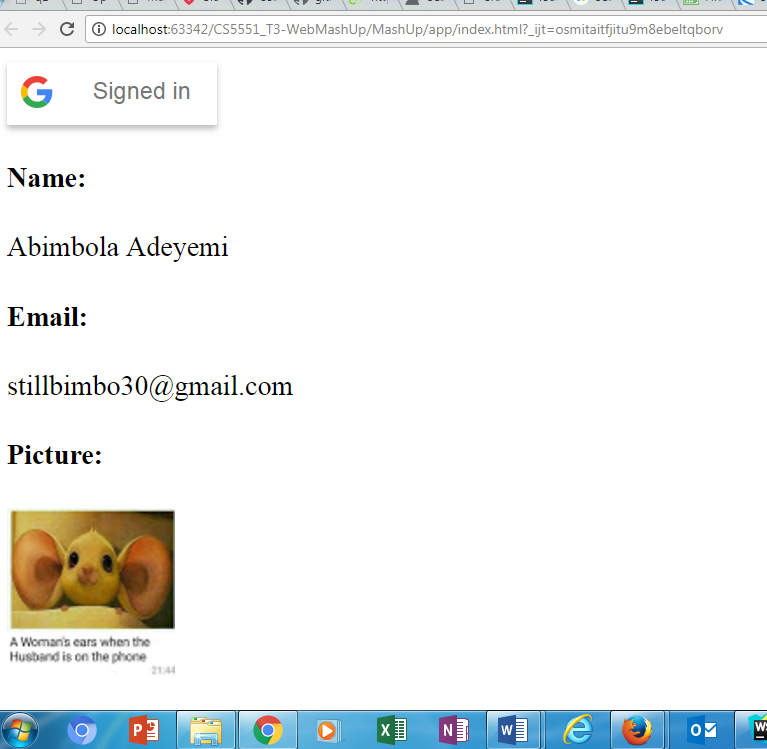 localhost:63342/CS5551_T3-WebMashUp/MashUp/app/index.html?_ijt=osmitaitfjitu9m8ebeltqborv
Signed in
Name:
Abimbola Adeyemi
Email:
stillbimbo30@gmail.com
Picture:
A Woman's ears when the
Husband is on the phone
21:44